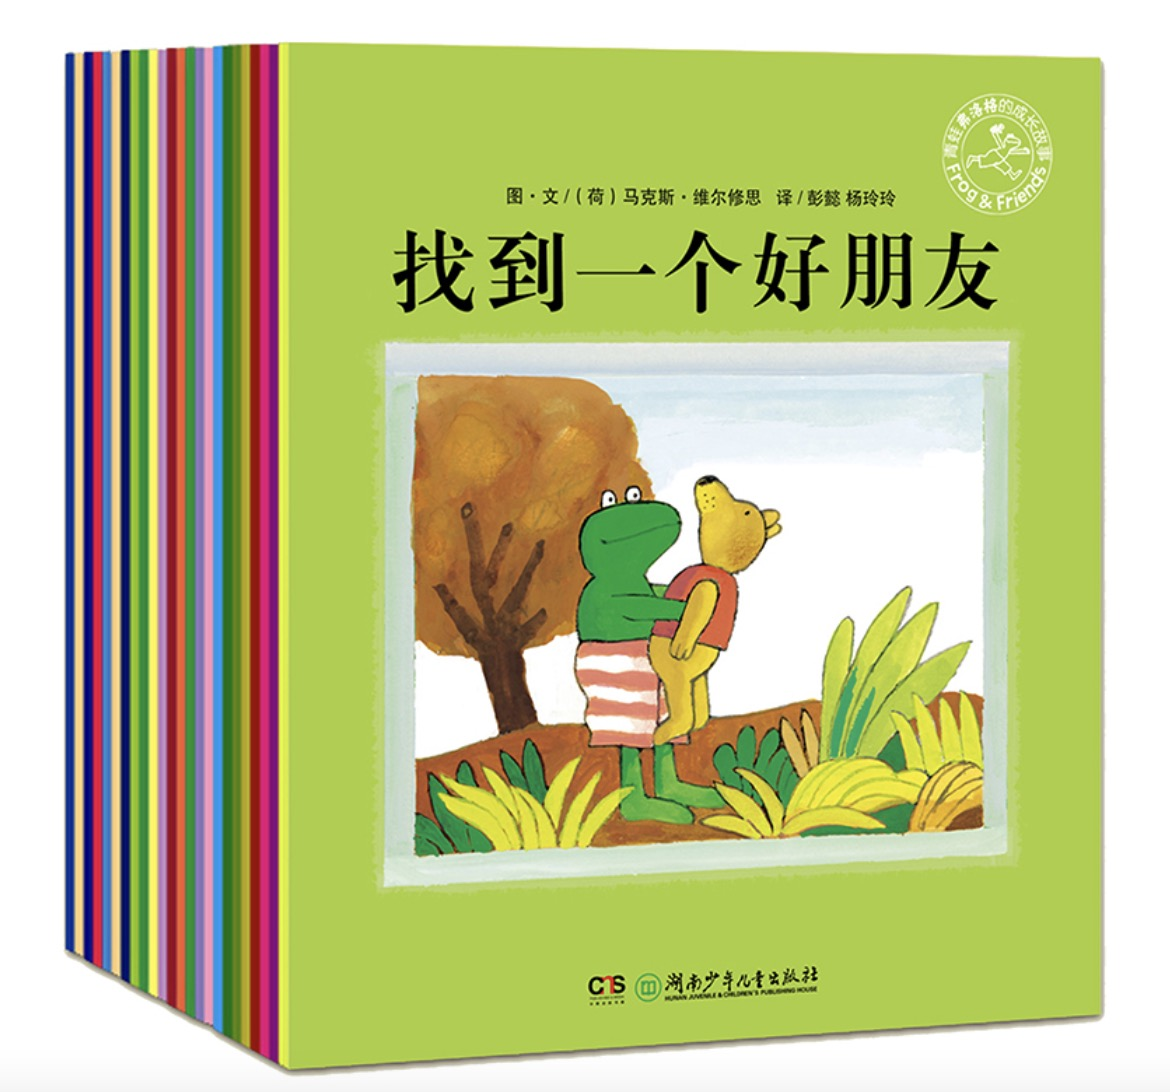 青蛙弗洛格的成长故事
Frog & Friends
图·文/(荷)马克斯·维尔修思 译/彭懿 杨玲玲
找到一个好朋友
CNS
湖南少年儿童出版社
HUNAN JUVENILE & CHILDREN'S PUBLISHING HOUSE